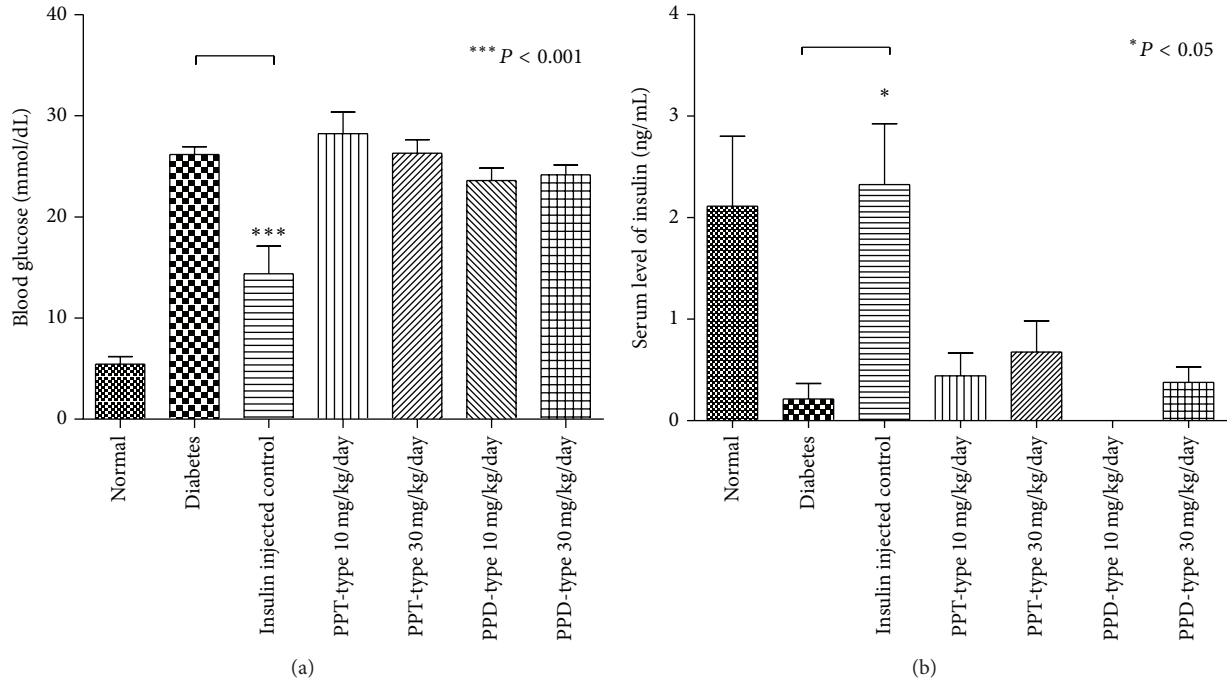 40
30
20
10
0
Blood glucose (mmol/dL)
***P < 0.001
***
Normal
Diabetes
Insulin injected control
PPT-type 10 mg/kg/day
PPT-type 30 mg/kg/day
PPD-type 10 mg/kg/day
PPD-type 30 mg/kg/day
(a)
4
3
2
1
0
Serum level of insulin (ng/mL)
*P < 0.05
*
Normal
Diabetes
Insulin injected control
PPT-type 10 mg/kg/day
PPT-type 30 mg/kg/day
PPD-type 10 mg/kg/day
PPD-type 30 mg/kg/day
(b)